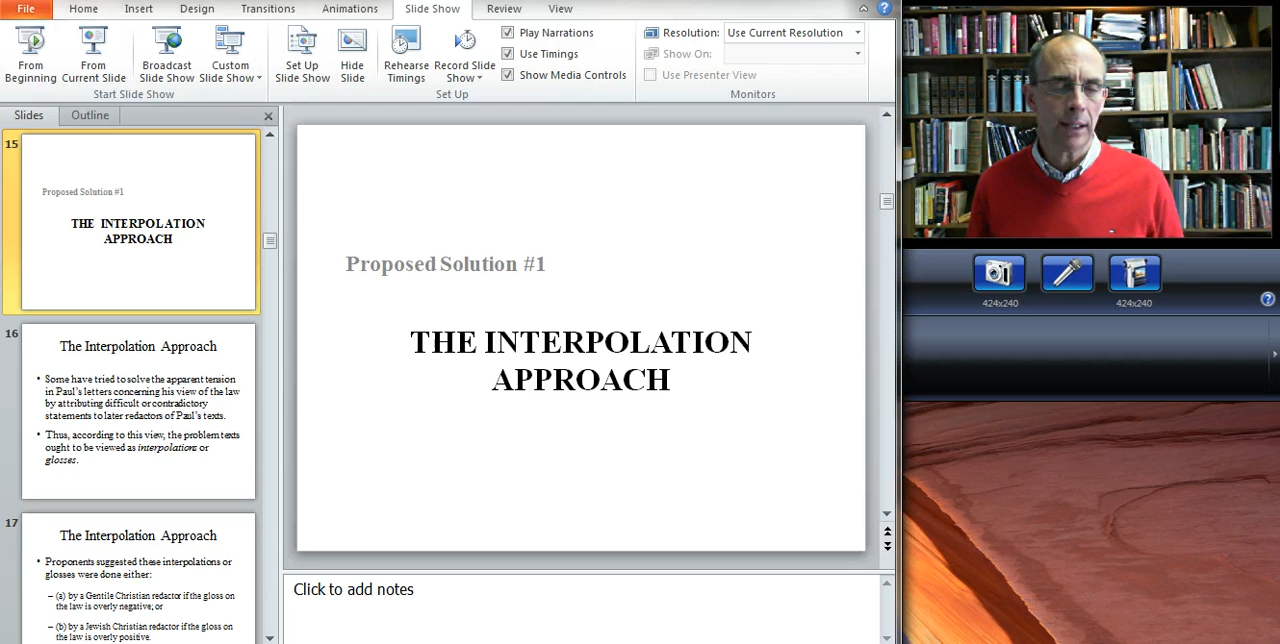 File Home Insert Design Transitions Animations Slide Show Review View
From Beginning
From Current Slide
Broadcast Slide Show
Custom Slide Show
Set Up Slide Show
Hide Slide
Rehearse Timings
Record Slide Show
Play Narrations
Use Timings
Show Media Controls
Resolution: Use Current Resolution
Show On:
Use Presenter View
Start Slide Show Set Up Monitors
Slides Outline
15
Proposed Solution #1
THE INTERPOLATION
APPROACH
16
The Interpolation Approach
• Some have tried to solve the apparent tension
in Paul's letters concerning his view of the law
by attributing difficult or contradictory
statements to later redactors of Paul's texts.
• Thus, according to this view, the problem texts
ought to be viewed as interpolations or
glosses.
17
The Interpolation Approach
• Proponents suggested these interpolations or
glosses were done either:
– (a) by a Gentile Christian redactor if the gloss on
the law is overly negative; or
– (b) by a Jewish Christian redactor if the gloss on
the law is overly positive.
Proposed Solution #1
THE INTERPOLATION
APPROACH
Click to add notes
424x240 424x240